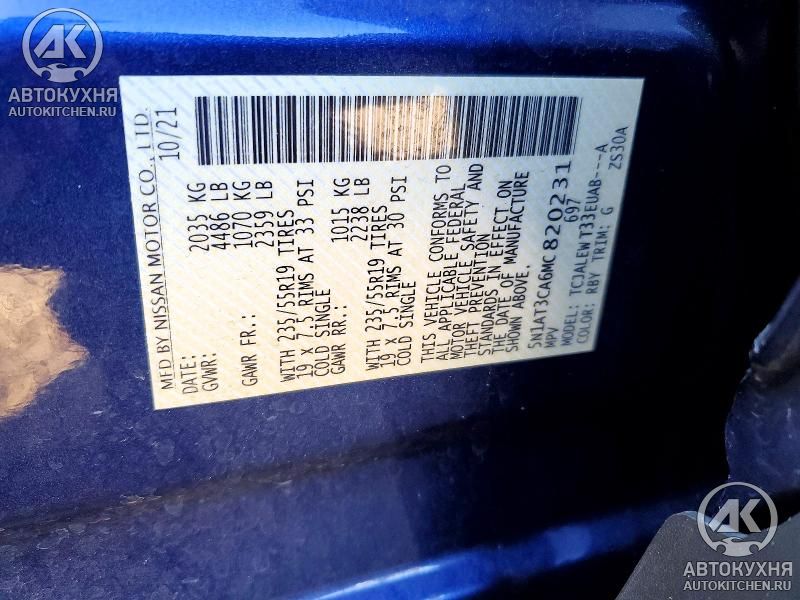 АК
АВТОКУХНЯ
AUTOKITCHEN.RU
MFD BY NISSAN MOTOR CO., LTD.
DATE: 10/21
GVWR: 2035 KG
4486 LB
GAWR FR.: 1070 KG
2359 LB
WITH 235/55R19 TIRES
19 X 7.5 RIMS AT 33 PSI
COLD SINGLE
GAWR RR.: 1015 KG
2238 LB
WITH 235/55R19 TIRES
19 X 7.5 RIMS AT 30 PSI
COLD SINGLE
THIS VEHICLE CONFORMS TO
ALL APPLICABLE FEDERAL
MOTOR VEHICLE SAFETY AND
THEFT PREVENTION
STANDARDS IN EFFECT ON
THE DATE OF MANUFACTURE
SHOWN ABOVE.
5N1AT3CA6MC820231
MPV 697
MODEL: TCJALEWT33EUAB---A
COLOR: RBY TRIM: G ZS30A
АК
АВТОКУХНЯ
AUTOKITCHEN.RU